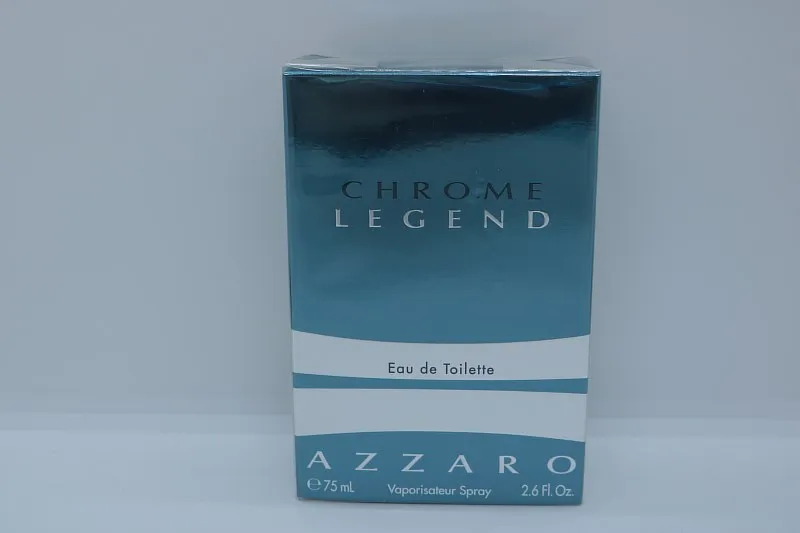 CHROME
LEGEND
Eau de Toilette
AZZARO
℮ 75 mL Vaporisateur Spray 2.6 Fl. Oz.